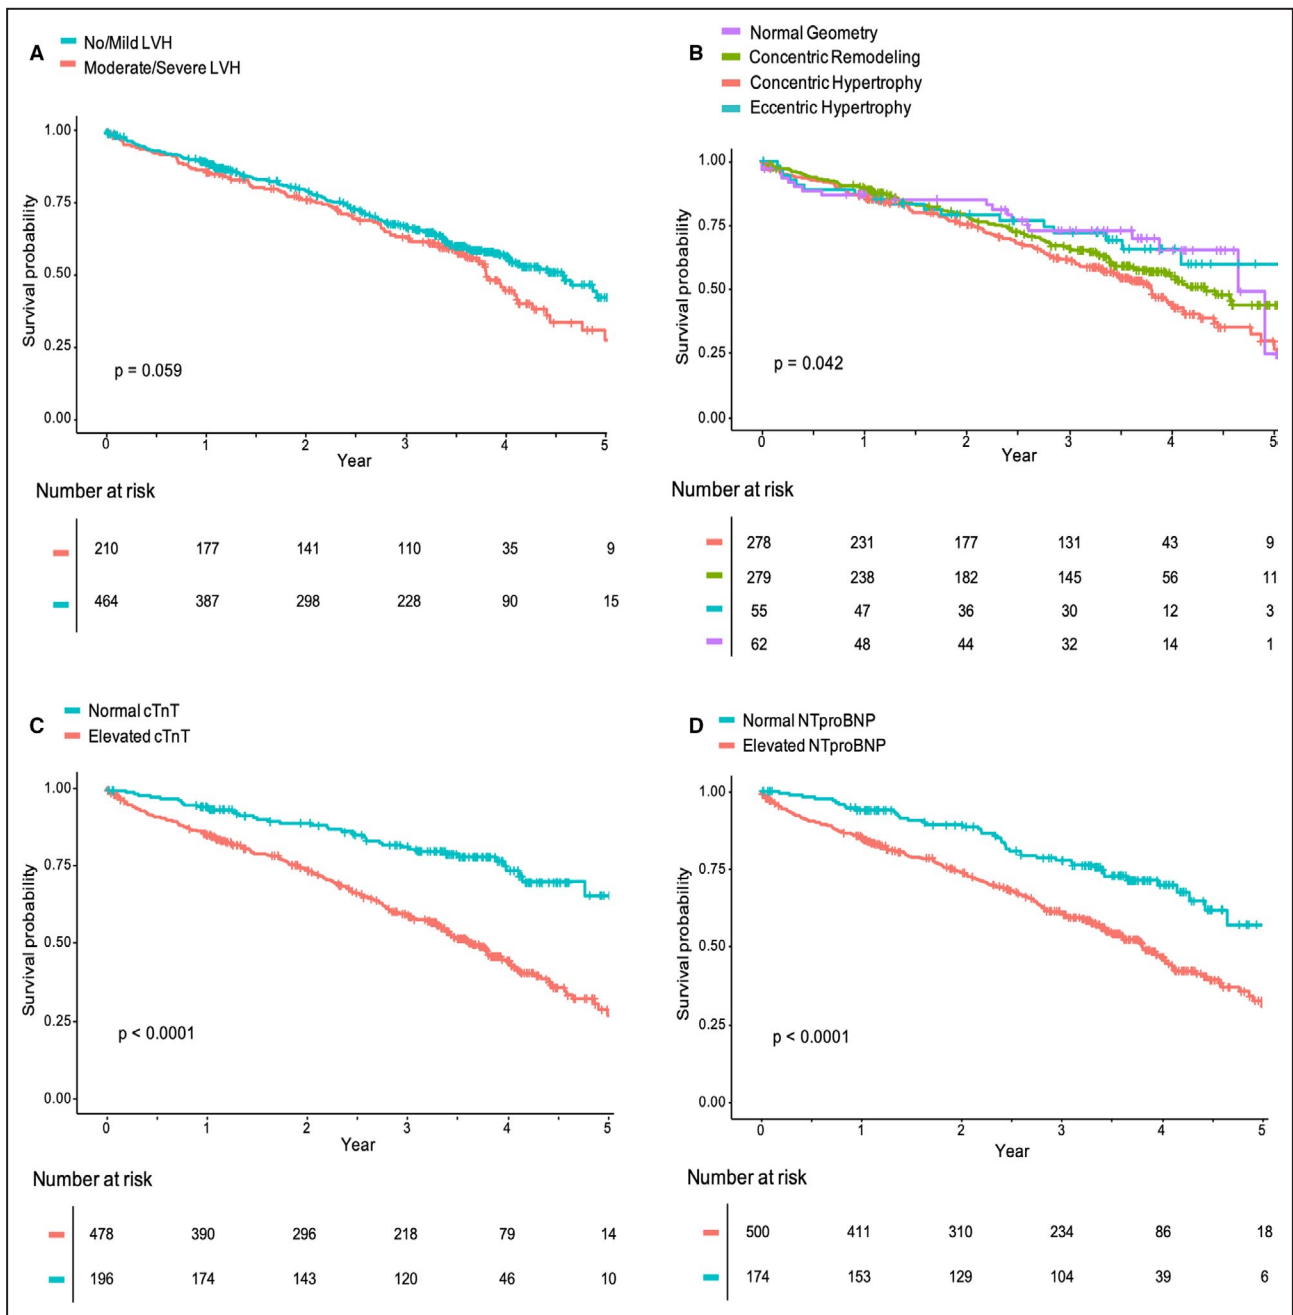 A
No/Mild LVH
Moderate/Severe LVH
Survival probability
1.00
0.75
0.50
0.25
0.00
p = 0.059
0 1 2 3 4 5
Year
Number at risk
210 177 141 110 35 9
464 387 298 228 90 15
B
Normal Geometry
Concentric Remodeling
Concentric Hypertrophy
Eccentric Hypertrophy
Survival probability
1.00
0.75
0.50
0.25
0.00
p = 0.042
0 1 2 3 4 5
Year
Number at risk
278 231 177 131 43 9
279 238 182 145 56 11
55 47 36 30 12 3
62 48 44 32 14 1
C
Normal cTnT
Elevated cTnT
Survival probability
1.00
0.75
0.50
0.25
0.00
p < 0.0001
0 1 2 3 4 5
Year
Number at risk
478 390 296 218 79 14
196 174 143 120 46 10
D
Normal NTproBNP
Elevated NTproBNP
Survival probability
1.00
0.75
0.50
0.25
0.00
p < 0.0001
0 1 2 3 4 5
Year
Number at risk
500 411 310 234 86 18
174 153 129 104 39 6